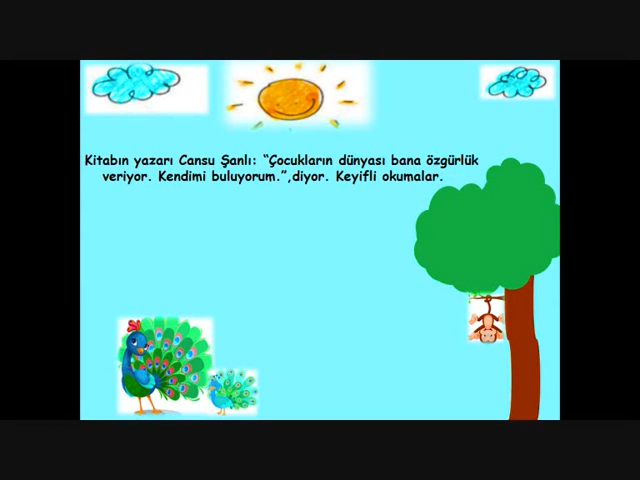 Kitabın yazarı Cansu Şanlı: “Çocukların dünyası bana özgürlük
veriyor. Kendimi buluyorum.”,diyor. Keyifli okumalar.